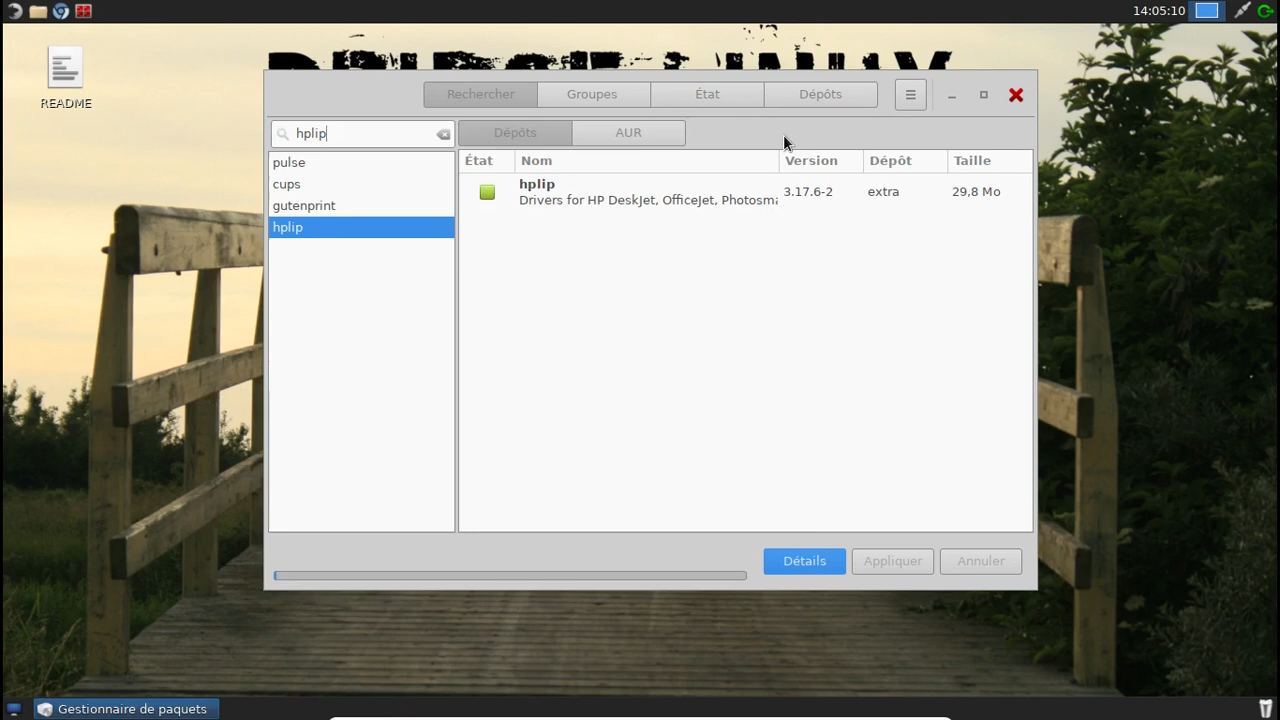 14:05:10
README
Rechercher
Groupes
État
Dépôts
hplip
Dépôts
AUR
pulse
cups
gutenprint
hplip
État Nom Version Dépôt Taille
hplip
Drivers for HP DeskJet, OfficeJet, Photosma
3.17.6-2 extra 29,8 Mo
Détails
Appliquer
Annuler
Gestionnaire de paquets